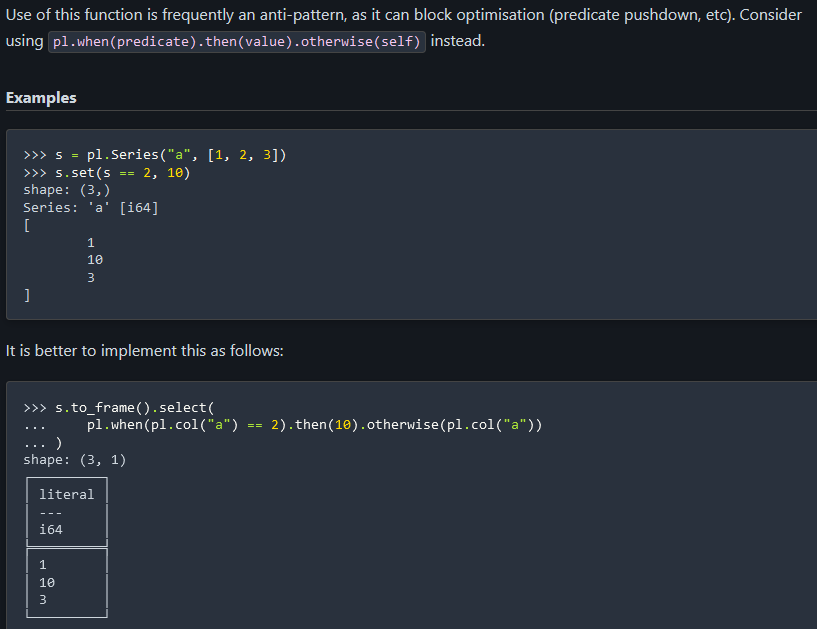 Use of this function is frequently an anti-pattern, as it can block optimisation (predicate pushdown, etc). Consider
using pl.when(predicate).then(value).otherwise(self) instead.
Examples
>>> s = pl.Series("a", [1, 2, 3])
>>> s.set(s == 2, 10)
shape: (3,)
Series: 'a' [i64]
[
        1
        10
        3
]
It is better to implement this as follows:
>>> s.to_frame().select(
...     pl.when(pl.col("a") == 2).then(10).otherwise(pl.col("a"))
... )
shape: (3, 1)
literal
---
i64
1
10
3